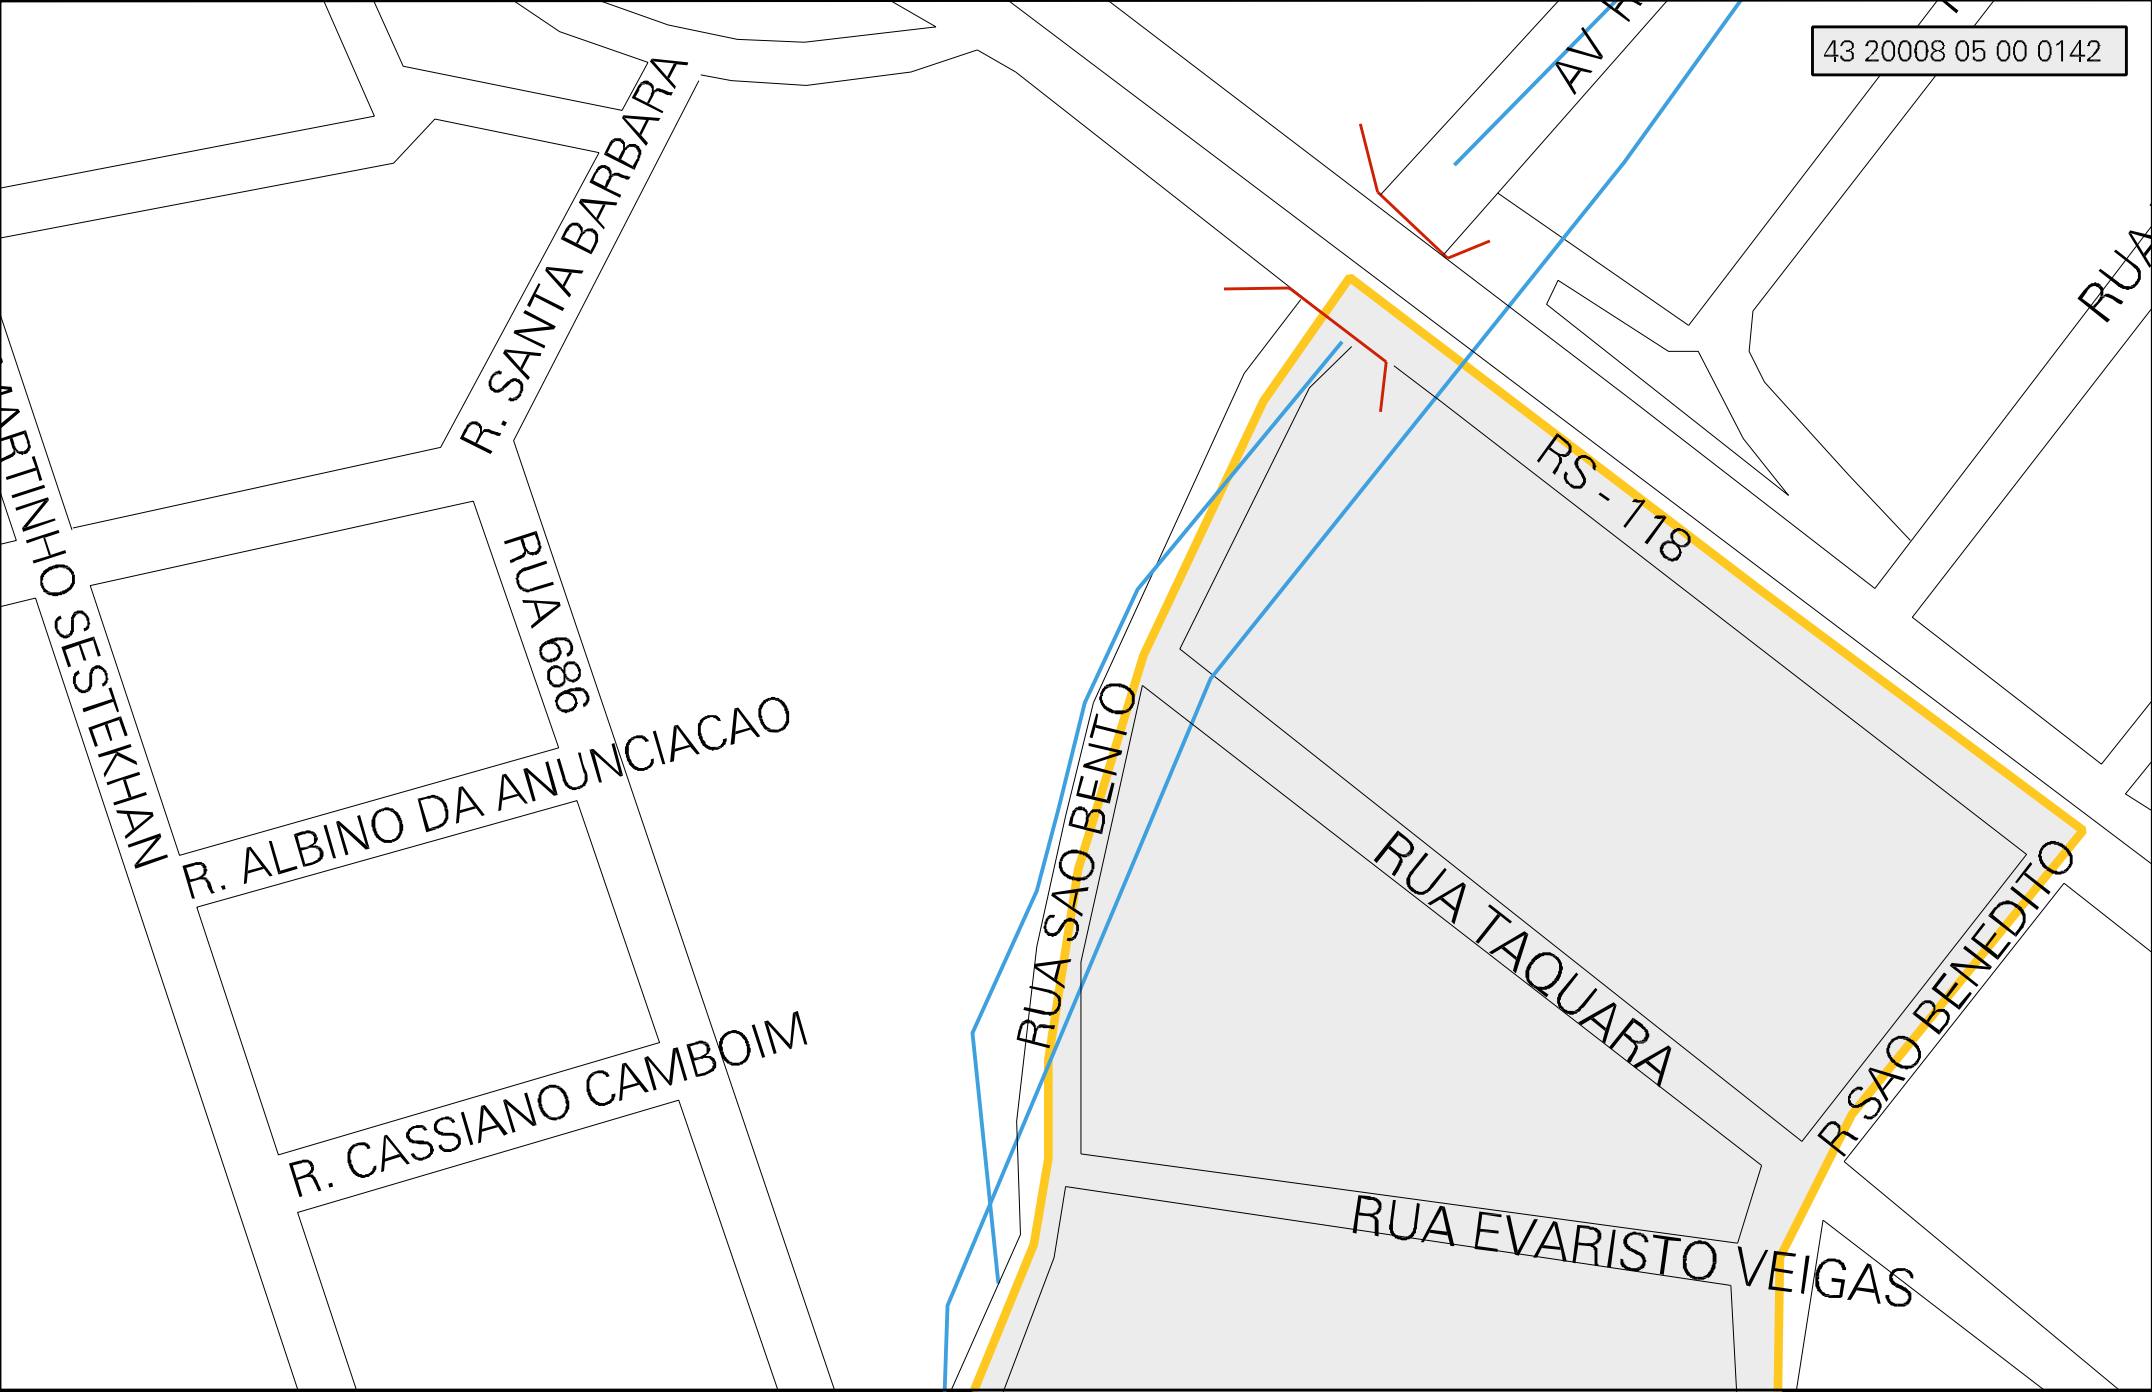 43 20008 05 00 0142
AV
R. SANTA BARBARA
RUA
MARTINHO SESTEKHAN
RS - 118
RUA 686
R. ALBINO DA ANUNCIACAO
RUA SAO BENTO
RUA TAQUARA
R SAO BENEDITO
R. CASSIANO CAMBOIM
RUA EVARISTO VEIGAS